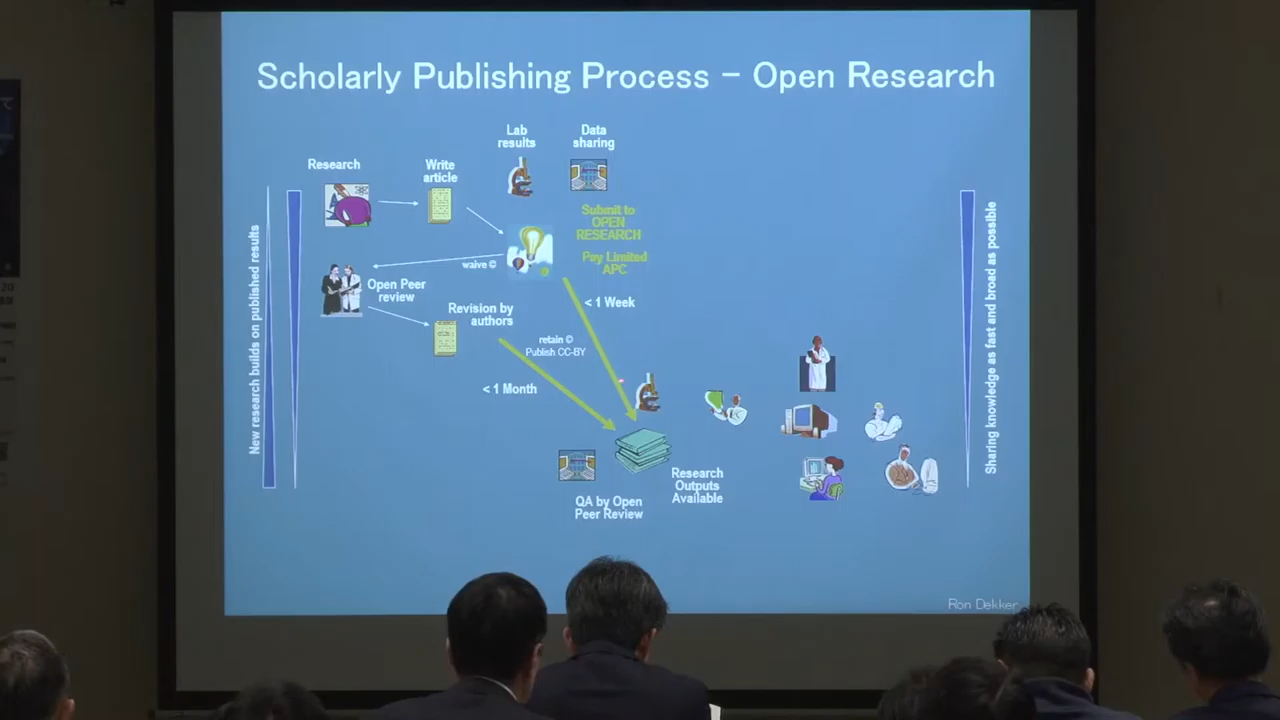 Scholarly Publishing Process – Open Research
Lab
results
Data
sharing
Research
Write
article
Submit to
OPEN
RESEARCH
Pay Limited
APC
waive ©
Open Peer
review
Revision by
authors
< 1 Week
retain ©
Publish CC-BY
< 1 Month
Research
Outputs
Available
QA by Open
Peer Review
New research builds on published results
Sharing knowledge as fast and broad as possible
Ron Dekker